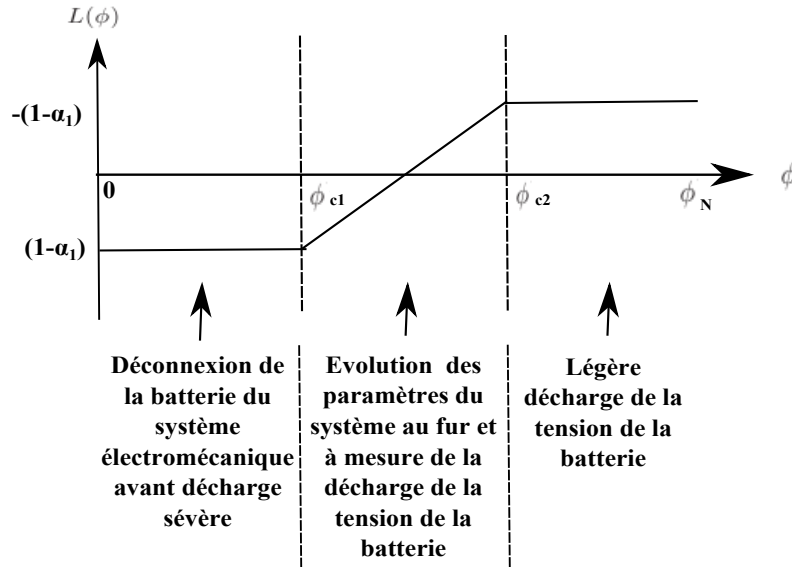 L(ϕ)
-(1-α₁)
0
ϕ c1
ϕ c2
ϕ N
ϕ
(1-α₁)
Déconnexion de
la batterie du
système
électromécanique
avant décharge
sévère
Evolution des
paramètres du
système au fur et
à mesure de la
décharge de la
tension de la
batterie
Légère
décharge de la
tension de la
batterie